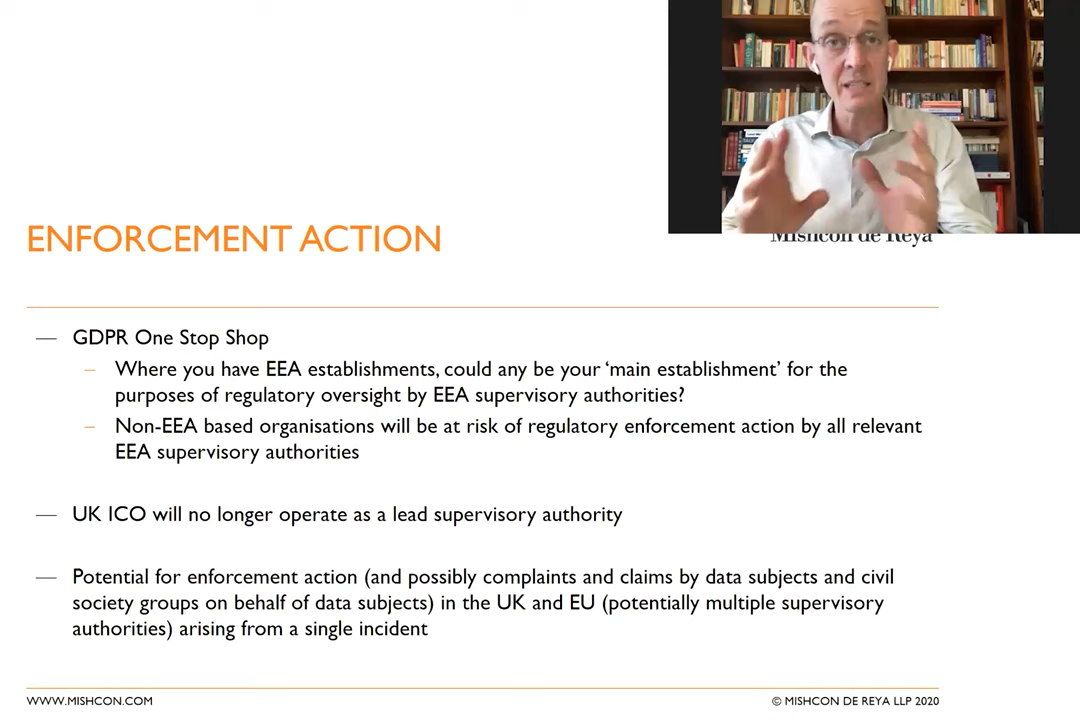 Mishcon de Reya
ENFORCEMENT ACTION
— GDPR One Stop Shop
– Where you have EEA establishments, could any be your ‘main establishment’ for the
purposes of regulatory oversight by EEA supervisory authorities?
– Non-EEA based organisations will be at risk of regulatory enforcement action by all relevant
EEA supervisory authorities
— UK ICO will no longer operate as a lead supervisory authority
— Potential for enforcement action (and possibly complaints and claims by data subjects and civil
society groups on behalf of data subjects) in the UK and EU (potentially multiple supervisory
authorities) arising from a single incident
WWW.MISHCON.COM
© MISHCON DE REYA LLP 2020